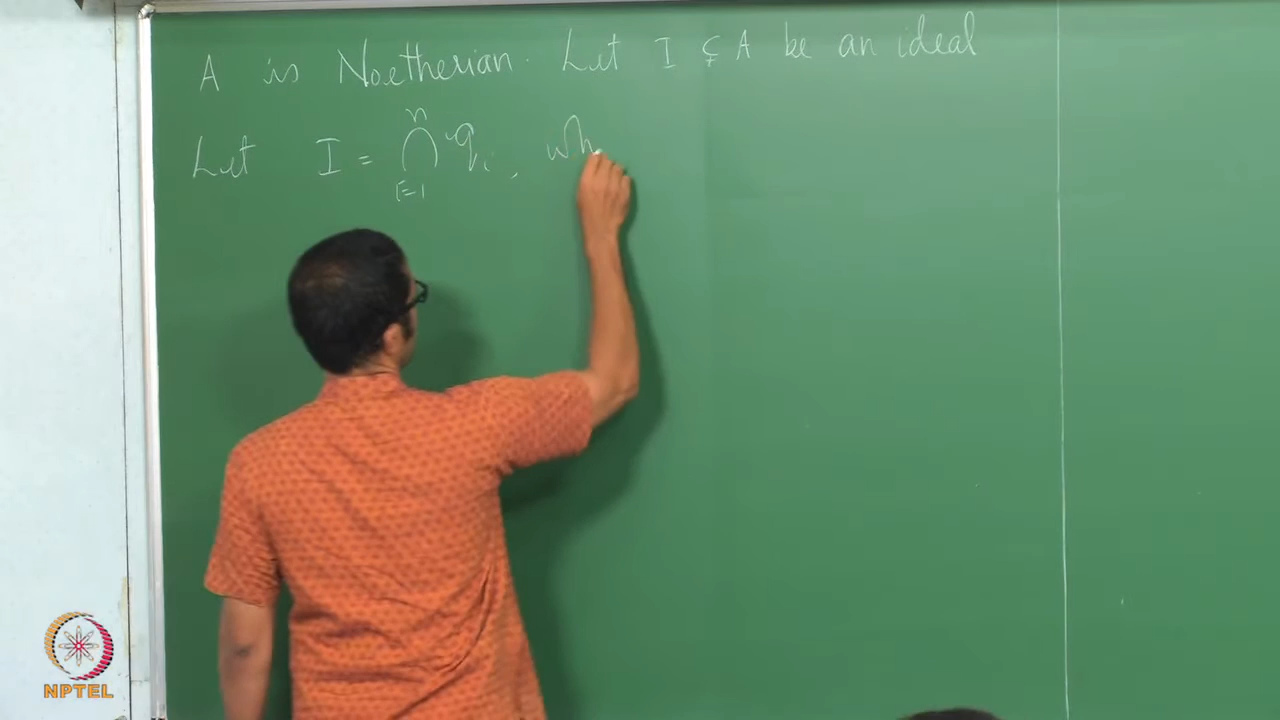 A is Noetherian. Let I ⊊ A be an ideal
Let I = ⋂_{i=1}^{n} q_i, wh
NPTEL